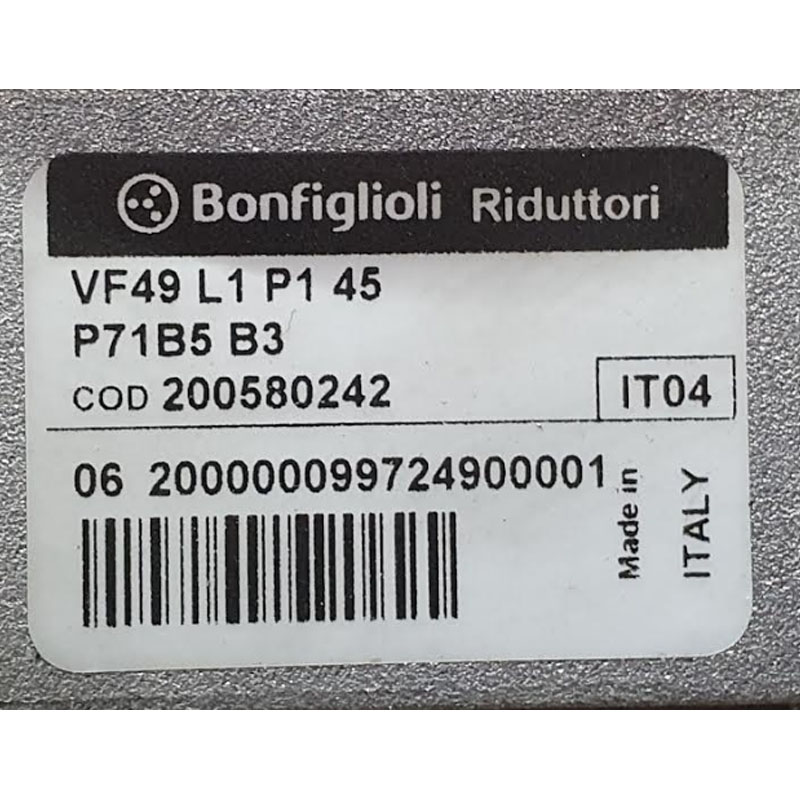 Bonfiglioli Riduttori
VF49 L1 P1 45
P71B5 B3
COD 200580242
IT04
06 200000099724900001
Made in
ITALY